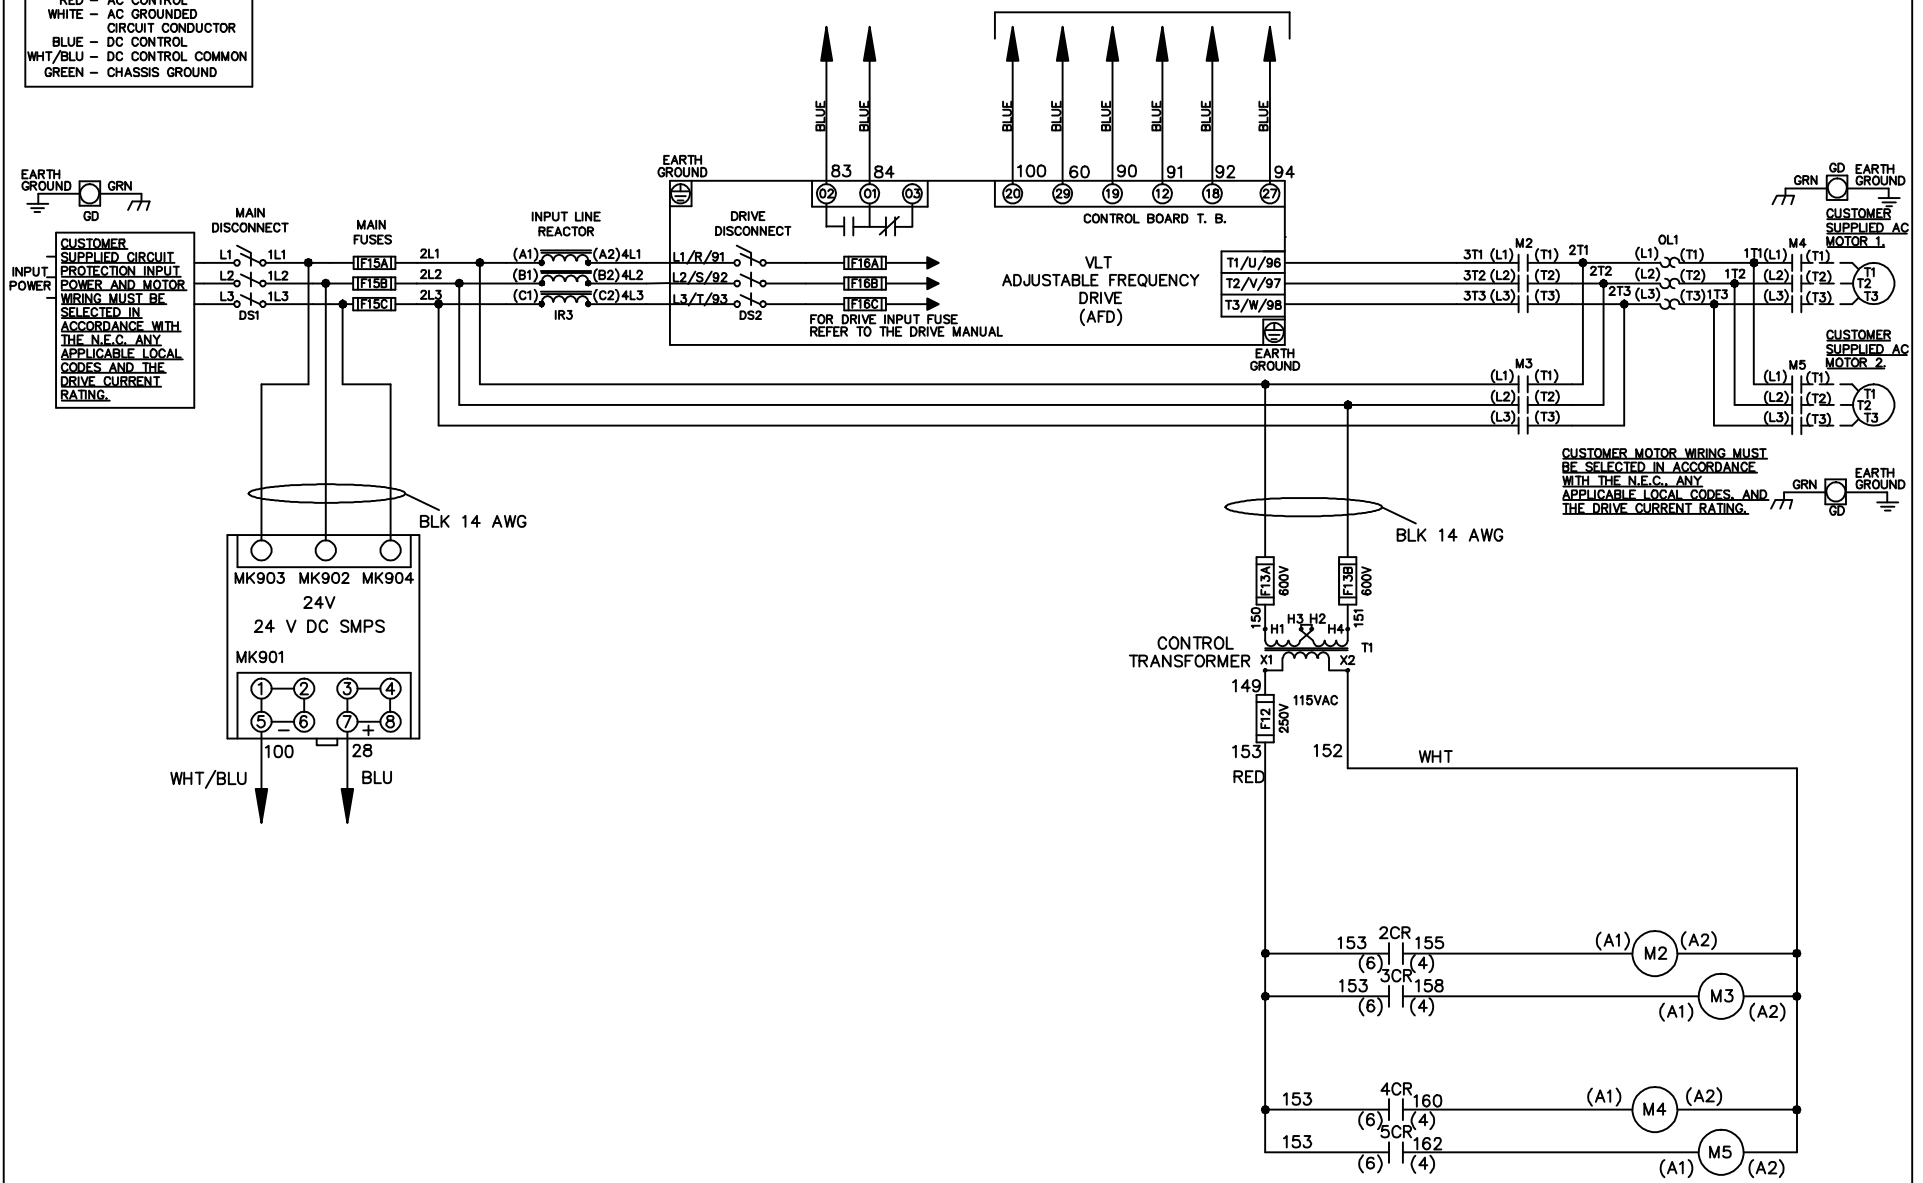 RED – AC CONTROL
WHITE – AC GROUNDED
CIRCUIT CONDUCTOR
BLUE – DC CONTROL
WHT/BLU – DC CONTROL COMMON
GREEN – CHASSIS GROUND
BLUE
BLUE
BLUE
BLUE
BLUE
BLUE
BLUE
BLUE
EARTH
GROUND
GRN
GD
EARTH
GROUND
83
84
100
60
90
91
92
94
02
01
03
20
29
19
12
18
27
CONTROL BOARD T. B.
GD
EARTH
GROUND
GRN
CUSTOMER
SUPPLIED AC
MOTOR 1.
MAIN
DISCONNECT
MAIN
FUSES
INPUT LINE
REACTOR
DRIVE
DISCONNECT
INPUT
POWER
CUSTOMER
SUPPLIED CIRCUIT
PROTECTION INPUT
POWER AND MOTOR
WIRING MUST BE
SELECTED IN
ACCORDANCE WITH
THE N.E.C. ANY
APPLICABLE LOCAL
CODES AND THE
DRIVE CURRENT
RATING.
L1 1L1 F15A 2L1 (A1) (A2) 4L1 L1/R/91 F16A
L2 1L2 F15B 2L2 (B1) (B2) 4L2 L2/S/92 F16B
L3 1L3 F15C 2L3 (C1) (C2) 4L3 L3/T/93 F16C
DS1
IR3
DS2
FOR DRIVE INPUT FUSE
REFER TO THE DRIVE MANUAL
VLT
ADJUSTABLE FREQUENCY
DRIVE
(AFD)
T1/U/96
T2/V/97
T3/W/98
EARTH
GROUND
M2
OL1
M4
3T1 (L1) (T1) 2T1 (L1) (T1) 1T1 (L1) (T1) T1
3T2 (L2) (T2) 2T2 (L2) (T2) 1T2 (L2) (T2) T2
3T3 (L3) (T3) 2T3 (L3) (T3) 1T3 (L3) (T3) T3
CUSTOMER
SUPPLIED AC
MOTOR 2.
M3
M5
(L1) (T1) (L1) (T1) T1
(L2) (T2) (L2) (T2) T2
(L3) (T3) (L3) (T3) T3
CUSTOMER MOTOR WIRING MUST
BE SELECTED IN ACCORDANCE
WITH THE N.E.C., ANY
APPLICABLE LOCAL CODES, AND
THE DRIVE CURRENT RATING.
GRN
EARTH
GROUND
GD
BLK 14 AWG
BLK 14 AWG
MK903 MK902 MK904
24V
24 V DC SMPS
MK901
1 2 3 4
5 6 7 8
– +
100
28
WHT/BLU
BLU
F13A
600V
F13B
600V
150
151
H1 H3 H2 H4
T1
CONTROL
TRANSFORMER
X1 X2
149
115VAC
F12
250V
153
152
WHT
RED
2CR
153 155 (A1) M2 (A2)
(6) (4)
3CR
153 158 M3
(6) (4) (A1) (A2)
4CR
153 160 (A1) M4 (A2)
(6) (4)
5CR
153 162 M5
(6) (4) (A1) (A2)